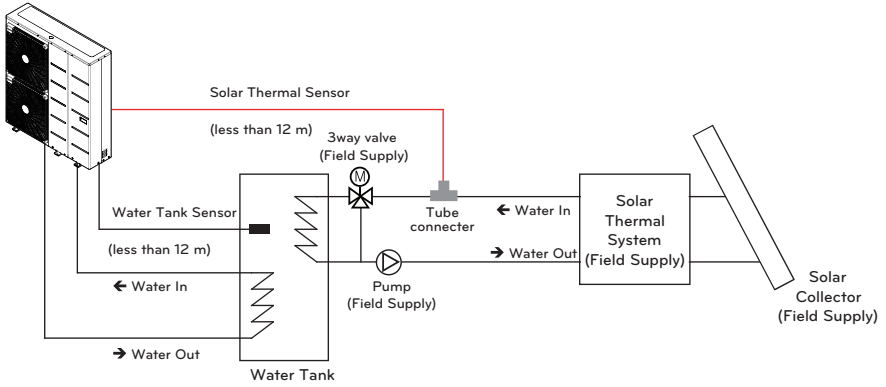 Solar Thermal Sensor
(less than 12 m)
3way valve
(Field Supply)
M
Water Tank Sensor
(less than 12 m)
Tube
connecter
← Water In
→ Water Out
Solar
Thermal
System
(Field Supply)
← Water In
Pump
(Field Supply)
Solar
Collector
(Field Supply)
→ Water Out
Water Tank